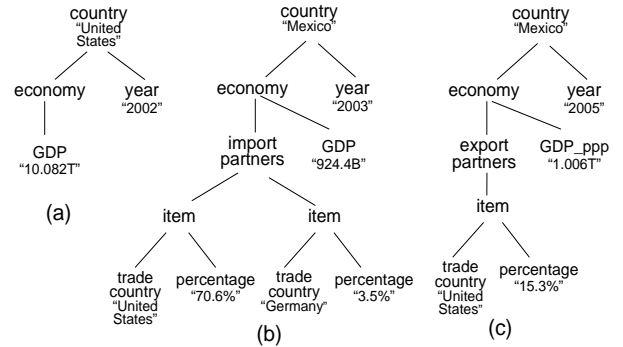 country
“United
States”
economy
year
“2002”
GDP
“10.082T”
(a)
country
“Mexico”
economy
year
“2003”
import
partners
GDP
“924.4B”
item
item
trade
country
“United
States”
percentage
“70.6%”
trade
country
“Germany”
percentage
“3.5%”
(b)
country
“Mexico”
economy
year
“2005”
export
partners
GDP_ppp
“1.006T”
item
trade
country
“United
States”
percentage
“15.3%”
(c)